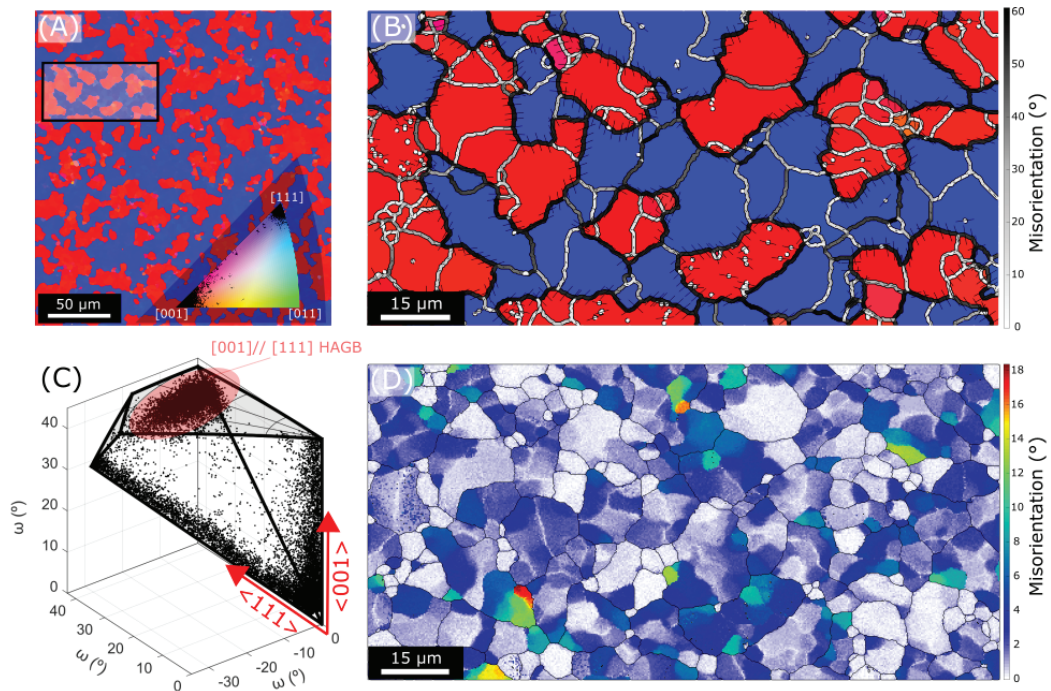 (A)
[111]
[001]
[011]
50 µm
(B)
15 µm
60
50
40
30
20
10
0
Misorientation (°)
[001]// [111] HAGB
(C)
40
30
20
10
0
ω (°)
40
30
20
10
0
ω (°)
-30
-20
-10
0
ω (°)
<111>
<001>
(D)
15 µm
18
16
14
12
10
8
6
4
2
0
Misorientation (°)